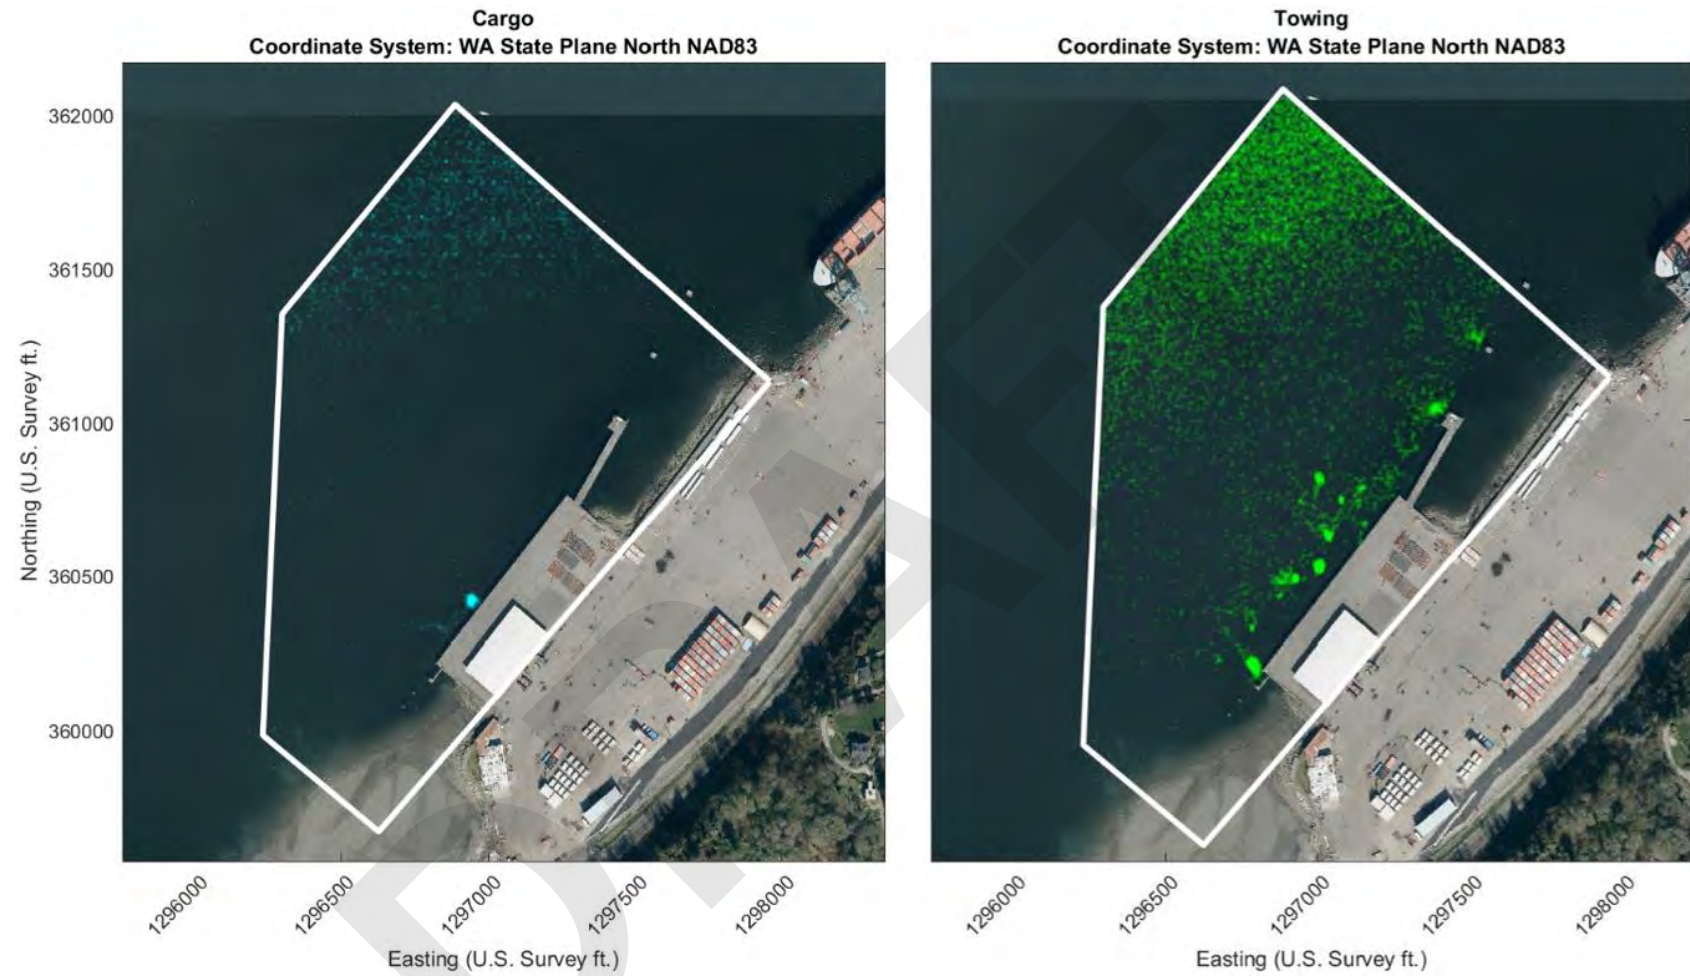 Cargo
Coordinate System: WA State Plane North NAD83
362000
361500
361000
360500
360000
Northing (U.S. Survey ft.)
1296000
1296500
1297000
1297500
1298000
Easting (U.S. Survey ft.)
Towing
Coordinate System: WA State Plane North NAD83
1296000
1296500
1297000
1297500
1298000
Easting (U.S. Survey ft.)
DRAFT